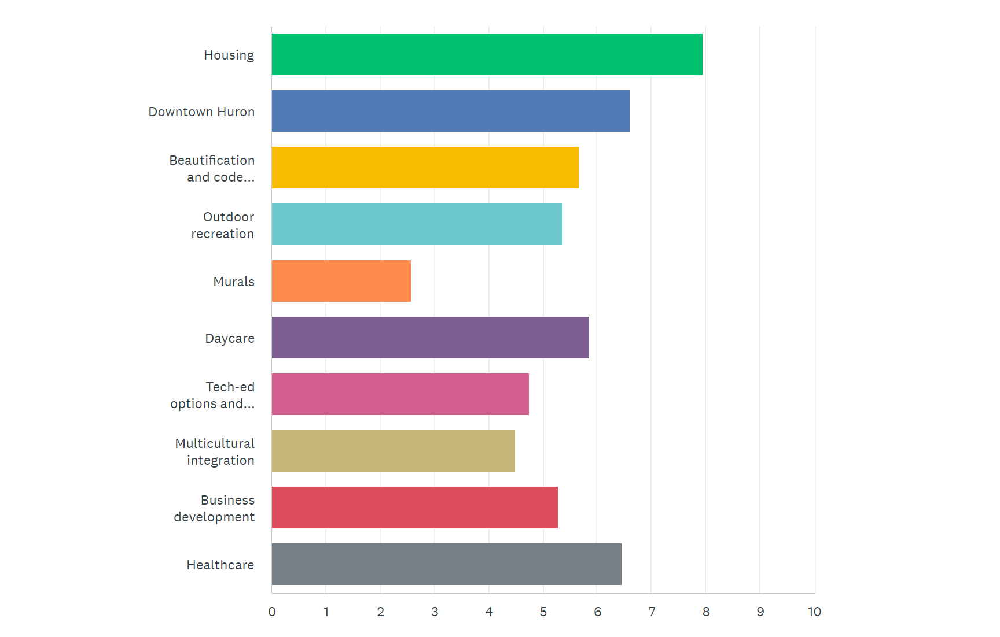 Housing
Downtown Huron
Beautification
and code...
Outdoor
recreation
Murals
Daycare
Tech-ed
options and...
Multicultural
integration
Business
development
Healthcare
0 1 2 3 4 5 6 7 8 9 10